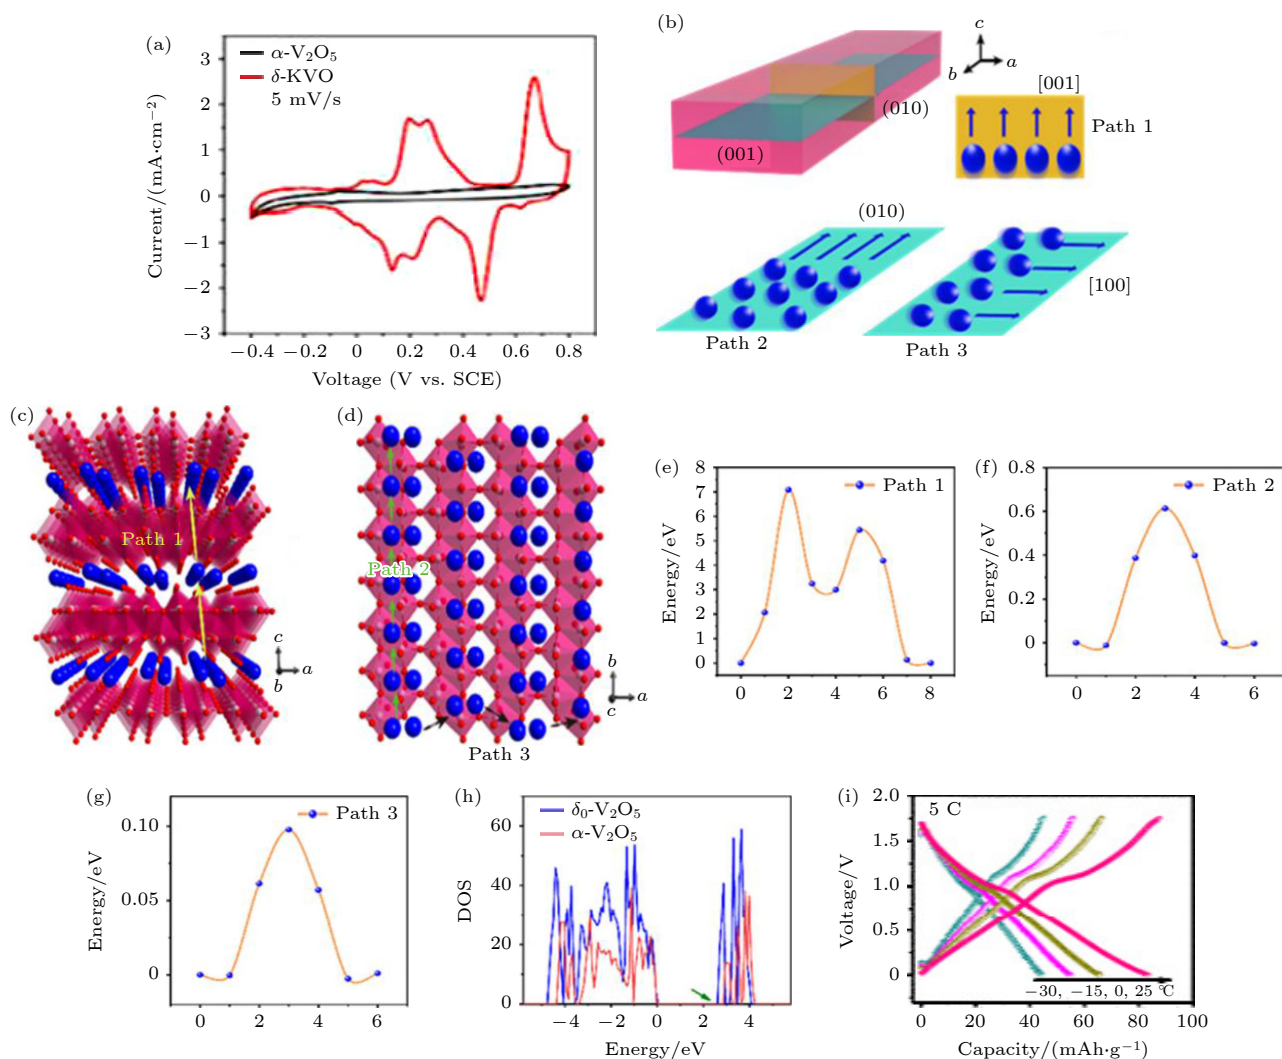 (a)
α-V₂O₅
δ-KVO
5 mV/s
3
2
1
0
−1
−2
−3
Current/(mA·cm⁻²)
−0.4 −0.2 0 0.2 0.4 0.6 0.8
Voltage (V vs. SCE)
(b)
c
b a
(001)
(010)
[001]
Path 1
(010)
Path 2
[100]
Path 3
(c)
Path 1
c
b a
(d)
Path 2
Path 3
b
c a
(e)
Path 1
8
7
6
5
4
3
2
1
0
Energy/eV
0 2 4 6 8
(f)
Path 2
0.8
0.6
0.4
0.2
0
Energy/eV
0 2 4 6
(g)
Path 3
0.10
0.05
0
Energy/eV
0 2 4 6
(h)
δ₀-V₂O₅
α-V₂O₅
60
40
20
0
DOS
−4 −2 0 2 4
Energy/eV
(i)
5 C
2.0
1.5
1.0
0.5
0
Voltage/V
−30, −15, 0, 25 ℃
0 20 40 60 80 100
Capacity/(mAh·g⁻¹)